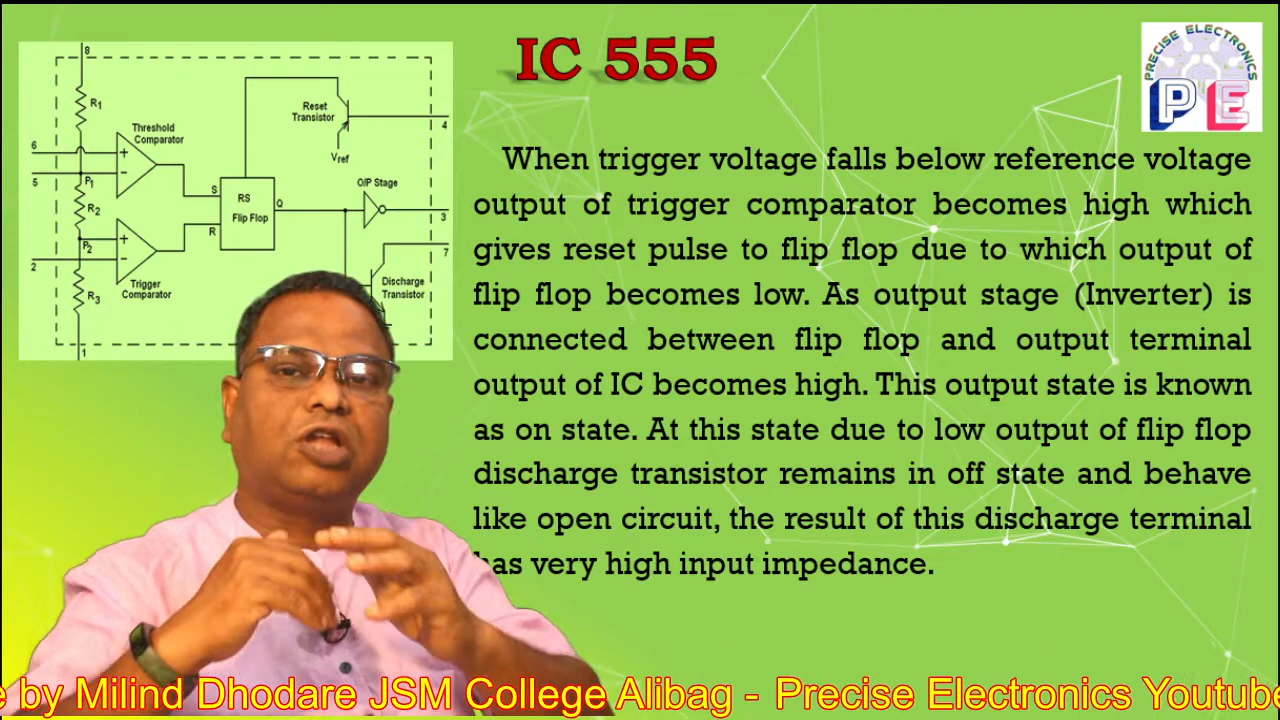 IC 555
PRECISE ELECTRONICS
PE
8
R1
Threshold
Comparator
Reset
Transistor
4
Vref
6
+
5
−
P1
S
RS
Flip Flop
Q
O/P Stage
3
R2
R
P2
+
−
2
7
Trigger
Comparator
Discharge
Transistor
R3
1
When trigger voltage falls below reference voltage
output of trigger comparator becomes high which
gives reset pulse to flip flop due to which output of
flip flop becomes low. As output stage (Inverter) is
connected between flip flop and output terminal
output of IC becomes high. This output state is known
as on state. At this state due to low output of flip flop
discharge transistor remains in off state and behave
like open circuit, the result of this discharge terminal
has very high input impedance.
e by Milind Dhodare JSM College Alibag - Precise Electronics Youtube